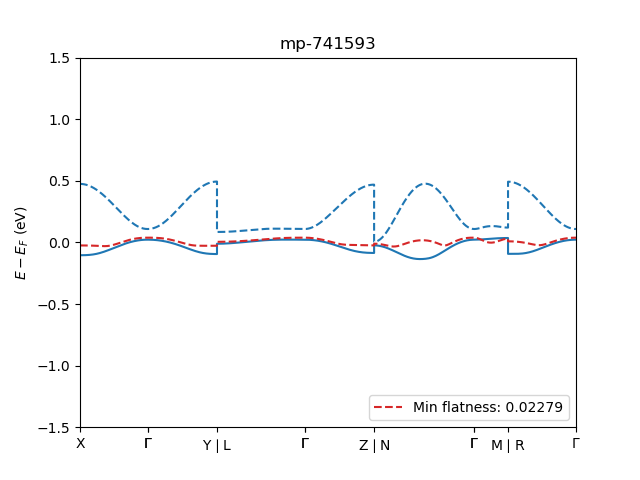 mp-741593
1.5
1.0
0.5
0.0
−0.5
−1.0
−1.5
E − E_F (eV)
Min flatness: 0.02279
X Γ Y | L Γ Z | N Γ M | R Γ